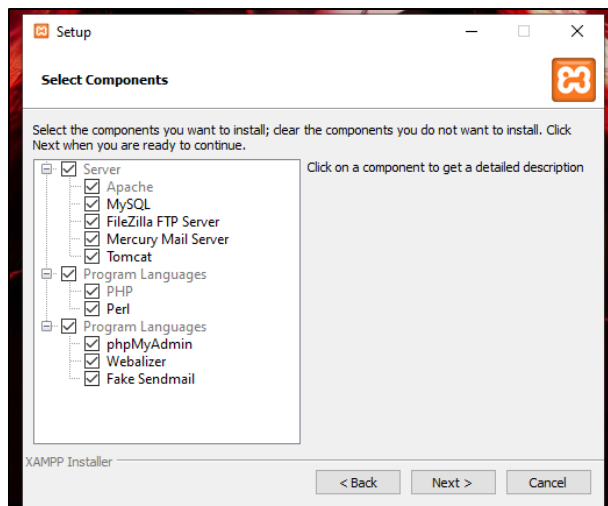 Setup
Select Components
Select the components you want to install; clear the components you do not want to install. Click
Next when you are ready to continue.
Server
Apache
MySQL
FileZilla FTP Server
Mercury Mail Server
Tomcat
Program Languages
PHP
Perl
Program Languages
phpMyAdmin
Webalizer
Fake Sendmail
Click on a component to get a detailed description
XAMPP Installer
< Back Next > Cancel